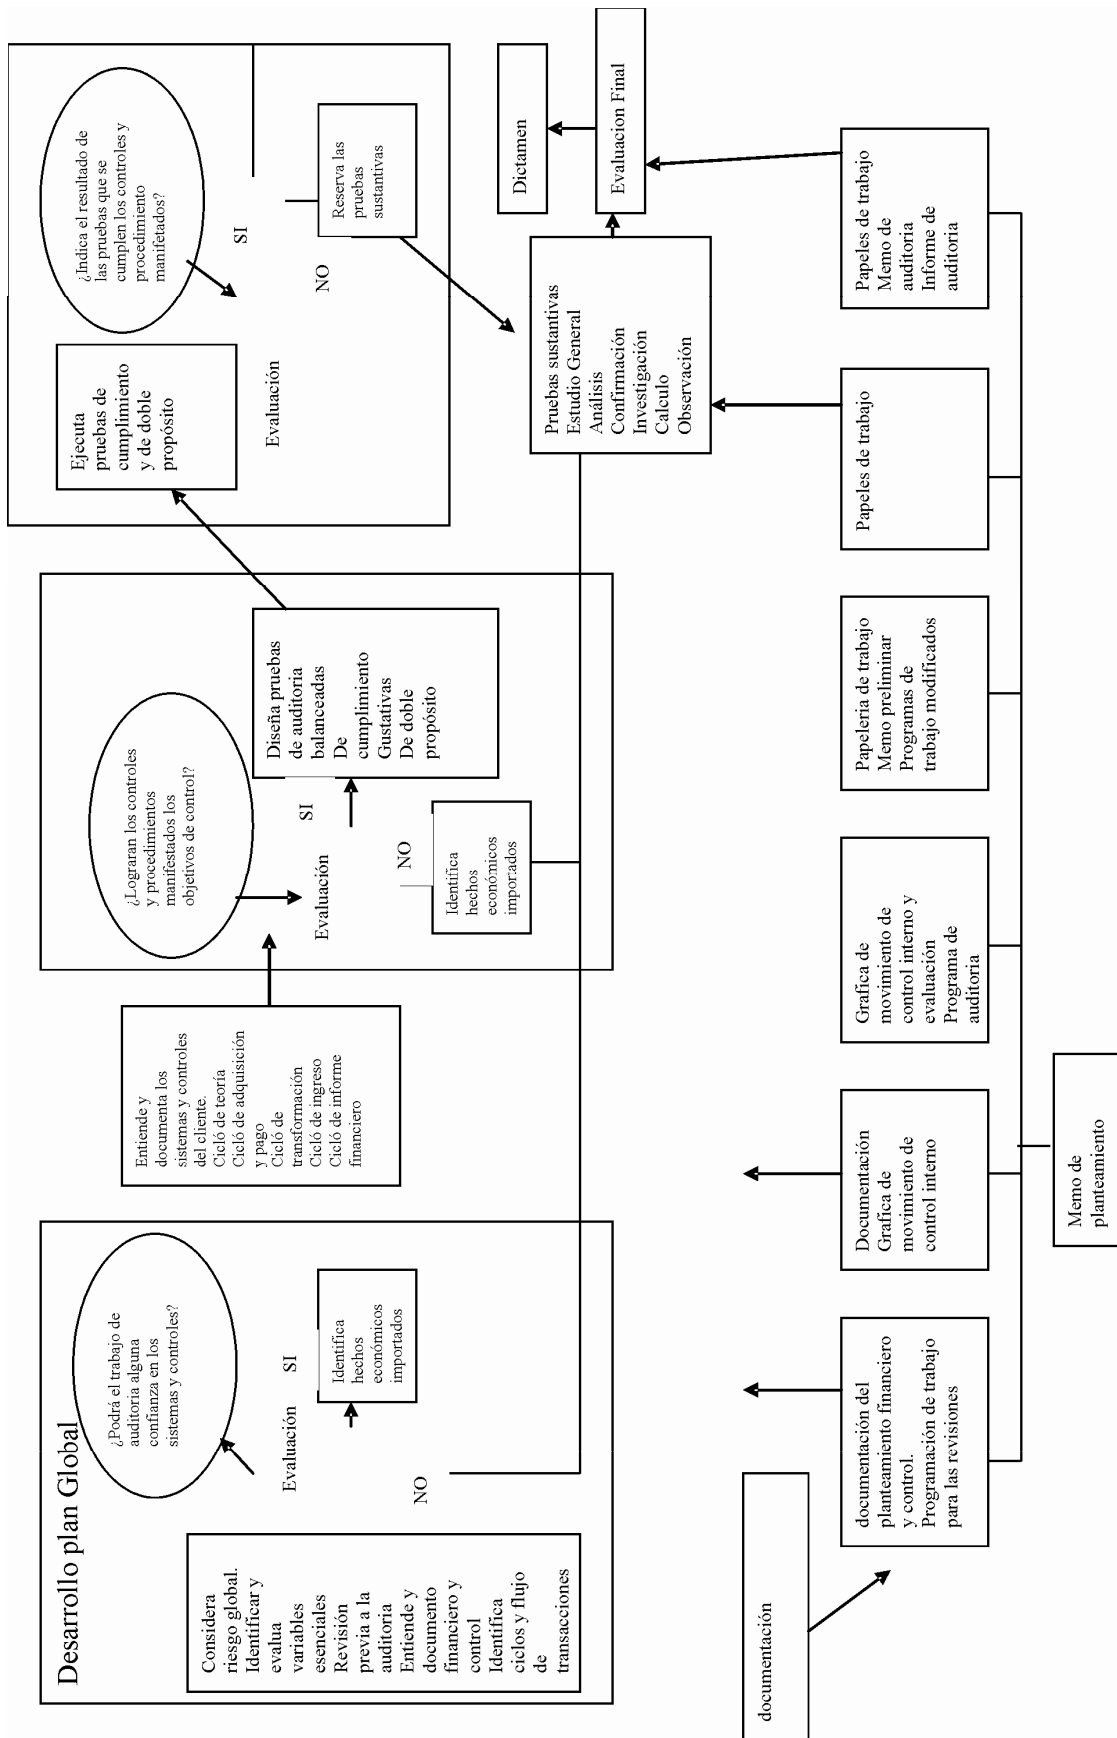 Desarrollo plan Global
Considera
riesgo global.
Identificar y
evalua
variables
esenciales
Revisión
previa a la
auditoria
Entiende y
documento
financiero y
control
Identifica
ciclos y flujo
de
transacciones
¿Podrá el trabajo de
auditoria alguna
confianza en los
sistemas y controles?
Evaluación
SI
NO
Identifica
hechos
económicos
importados
Entiende y
documenta los
sistemas y controles
del cliente.
Cicló de teoría
Cicló de adquisición
y pago
Cicló de
transformación
Cicló de ingreso
Cicló de informe
financiero
¿Lograran los controles
y procedimientos
manifestados los
objetivos de control?
Evaluación
SI
NO
Identifica
hechos
económicos
importados
Diseña pruebas
de auditoria
balanceadas
De
cumplimiento
Gustativas
De doble
propósito
Ejecuta
pruebas de
cumplimiento
y de doble
propósito
Evaluación
¿Indica el resultado de
las pruebas que se
cumplen los controles y
procedimiento
manifetados?
SI
NO
Reserva las
pruebas
sustantivas
Pruebas sustantivas
Estudio General
Análisis
Confirmación
Investigación
Calculo
Observación
Dictamen
Evaluacion Final
documentación
documentación del
planteamiento financiero
y control.
Programación de trabajo
para las revisiones
Documentación
Grafica de
movimiento de
control interno
Grafica de
movimiento de
control interno y
evaluación
Programa de
auditoria
Papeleria de trabajo
Memo preliminar
Programas de
trabajo modificados
Papeles de trabajo
Papeles de trabajo
Memo de
auditoria
Informe de
auditoria
Memo de
planteamiento